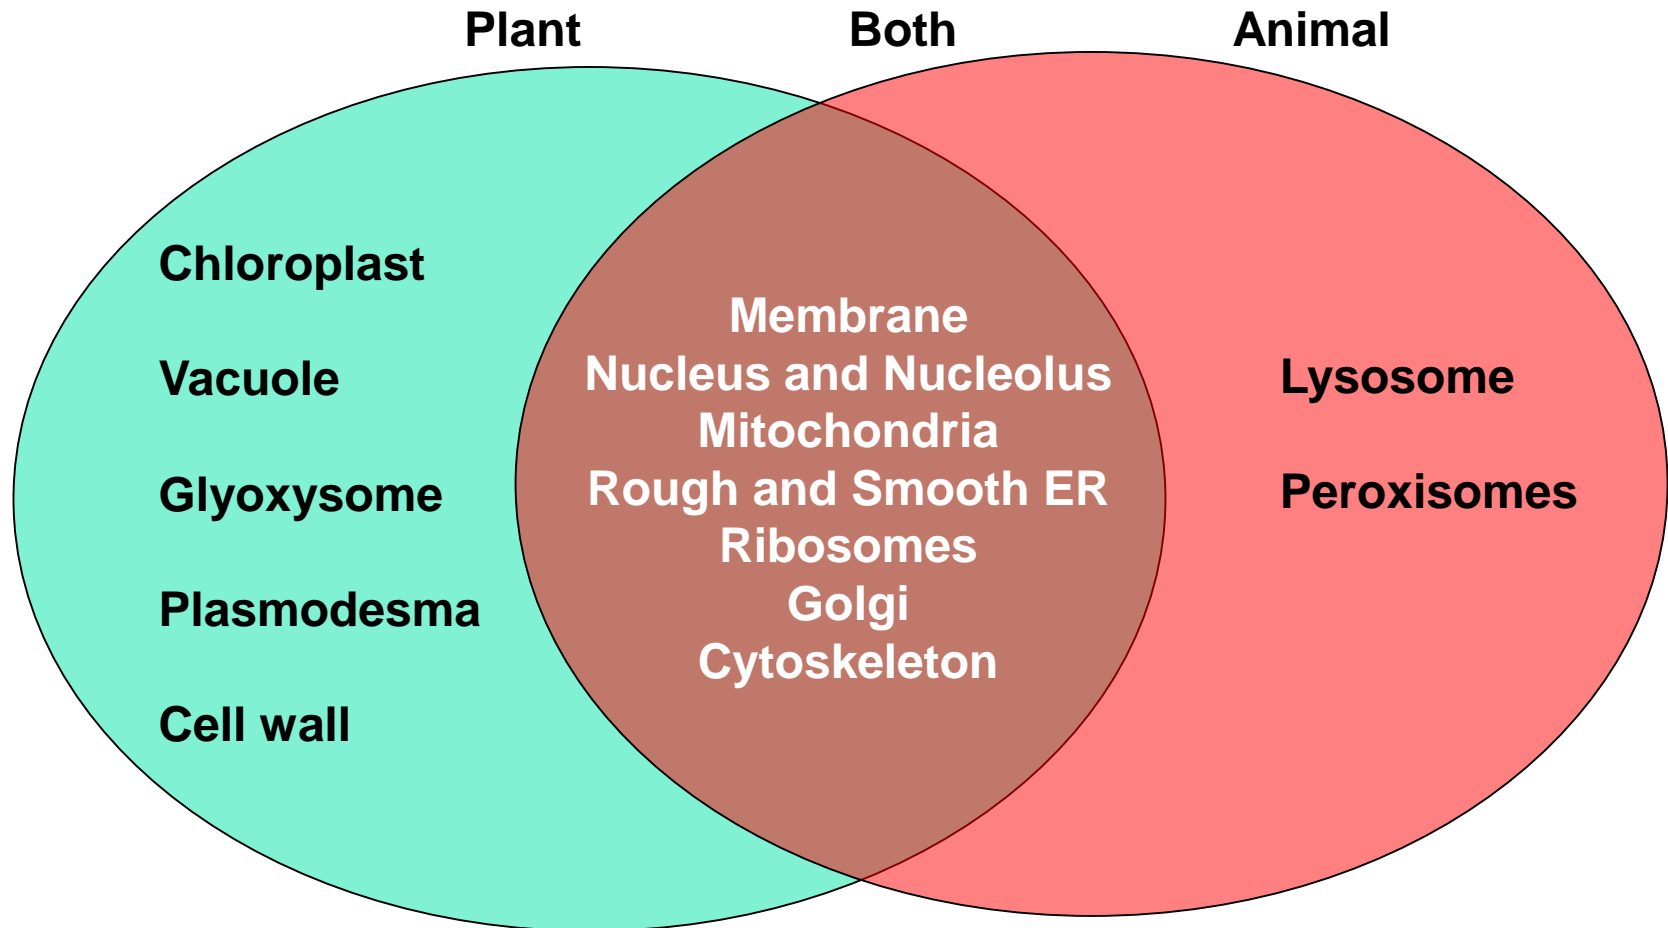 Plant
Both
Animal
Chloroplast
Vacuole
Glyoxysome
Plasmodesma
Cell wall
Membrane
Nucleus and Nucleolus
Mitochondria
Rough and Smooth ER
Ribosomes
Golgi
Cytoskeleton
Lysosome
Peroxisomes